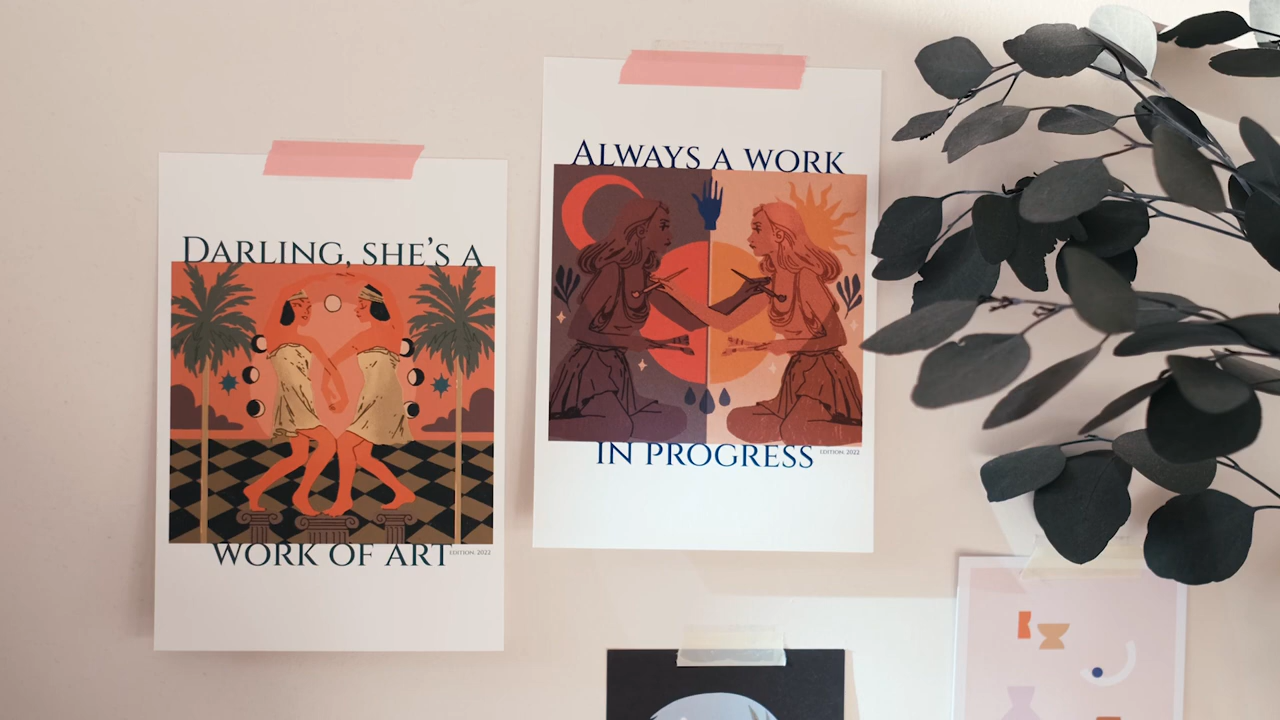 DARLING, SHE'S A
WORK OF ART
EDITION. 2022
ALWAYS A WORK
IN PROGRESS
EDITION. 2022